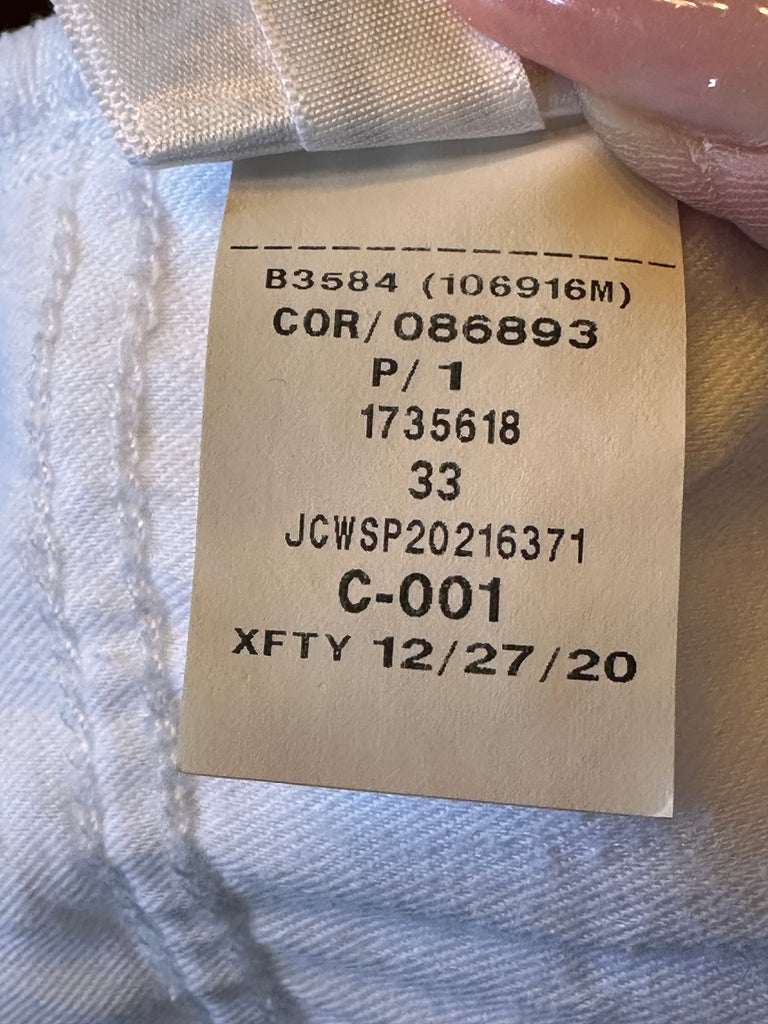 B3584 (106916M)
COR/ 086893
P/ 1
1735618
33
JCWSP20216371
C-001
XFTY 12/27/20